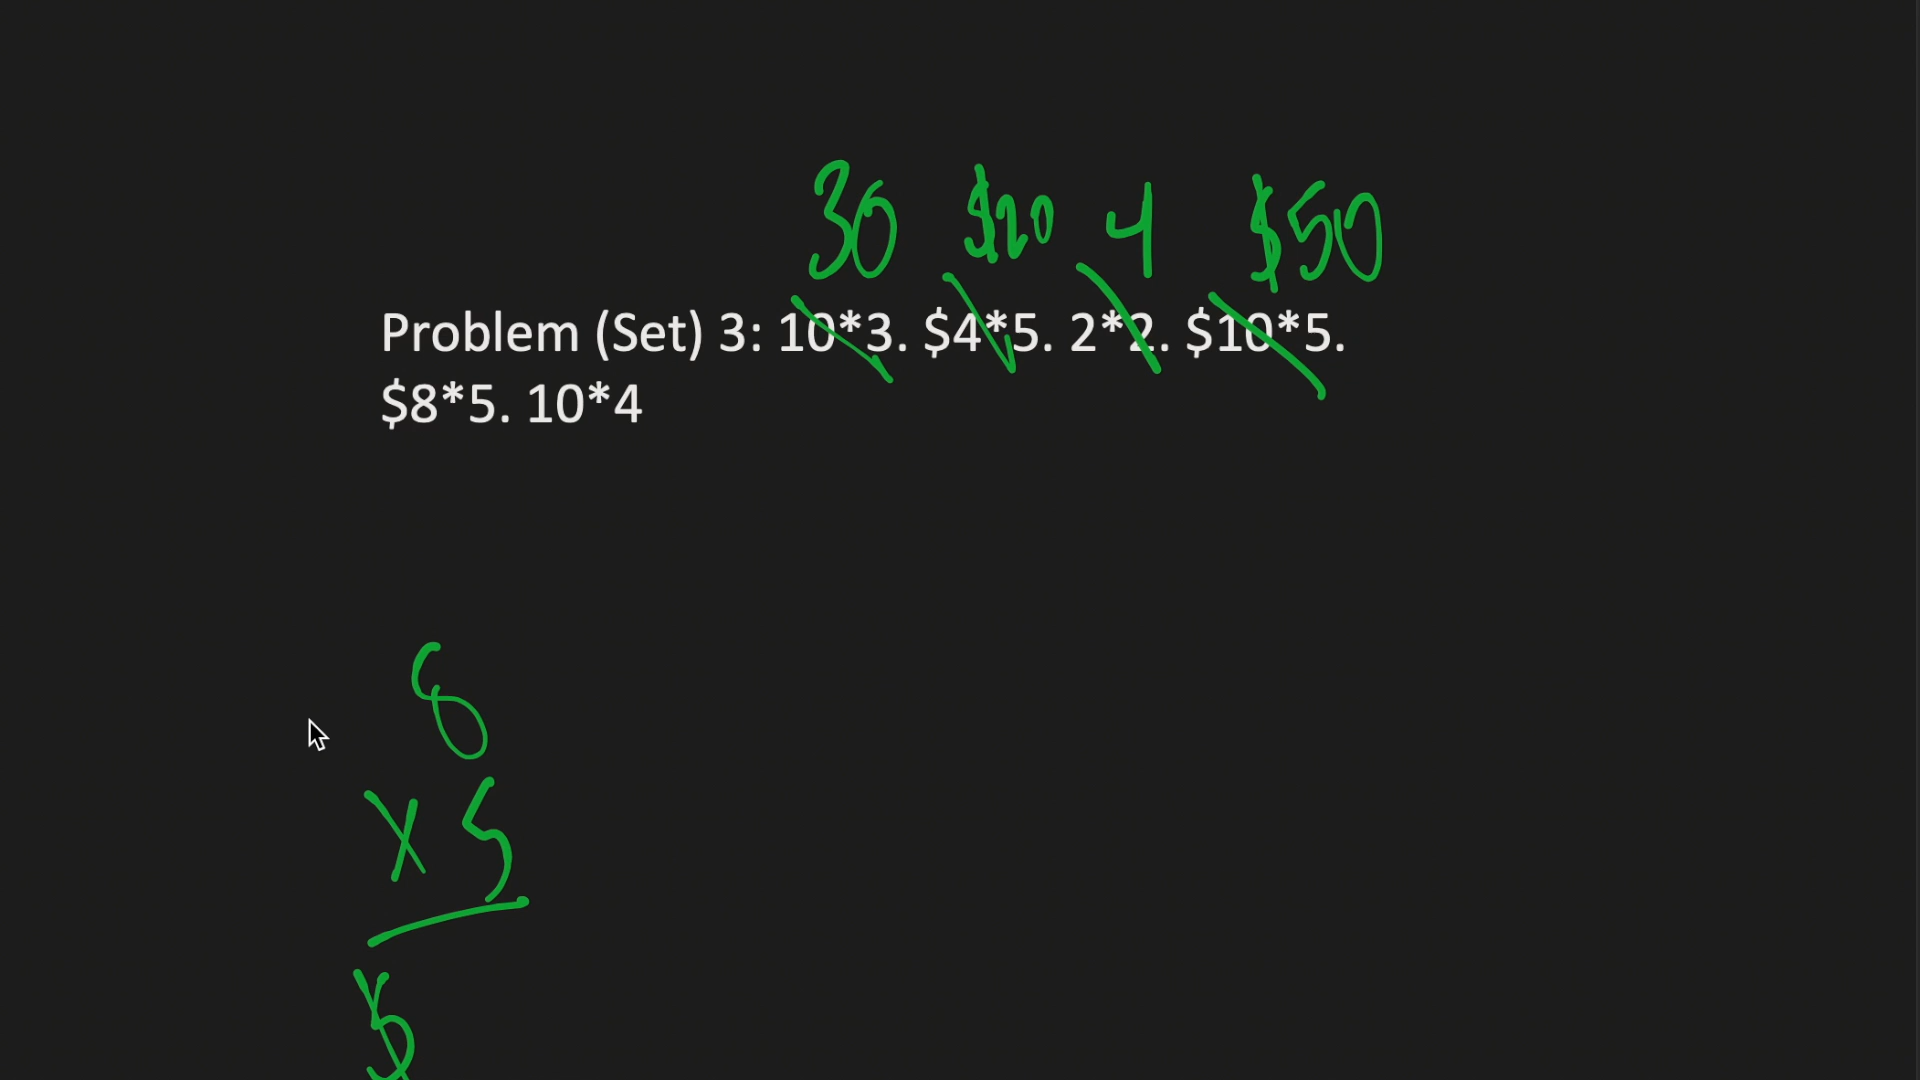 30 $20 4 $50
Problem (Set) 3: 10*3. $4*5. 2*2. $10*5.
$8*5. 10*4
8
X 5
$